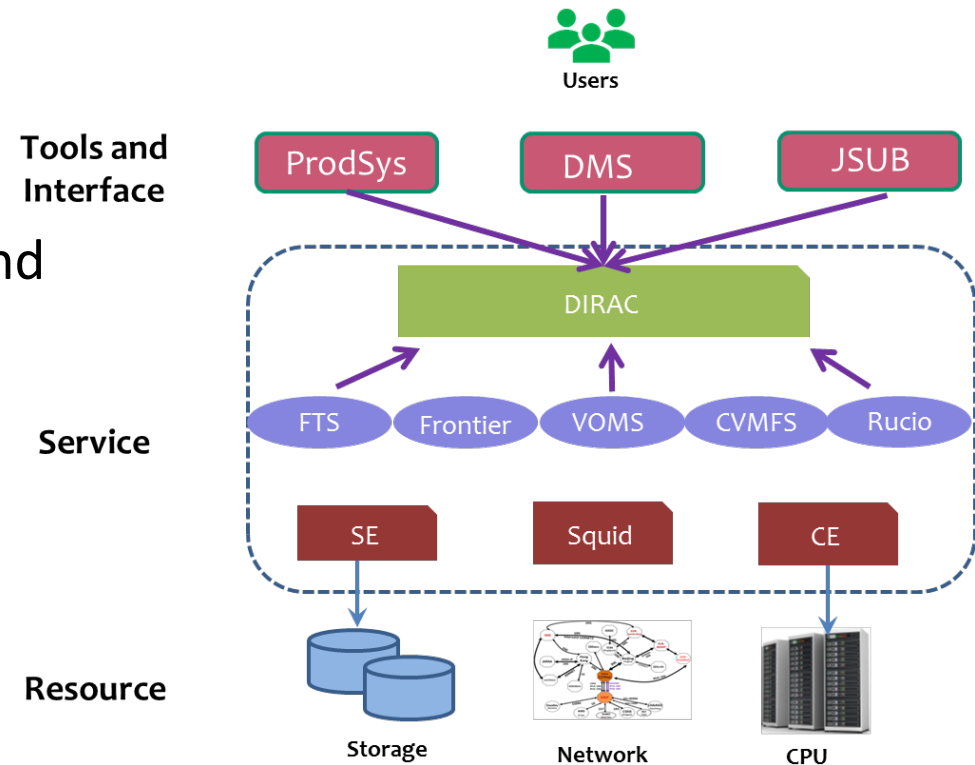 Users
Tools and
Interface
ProdSys
DMS
JSUB
nd
DIRAC
Service
FTS
Frontier
VOMS
CVMFS
Rucio
SE
Squid
CE
Resource
Storage
Network
CPU